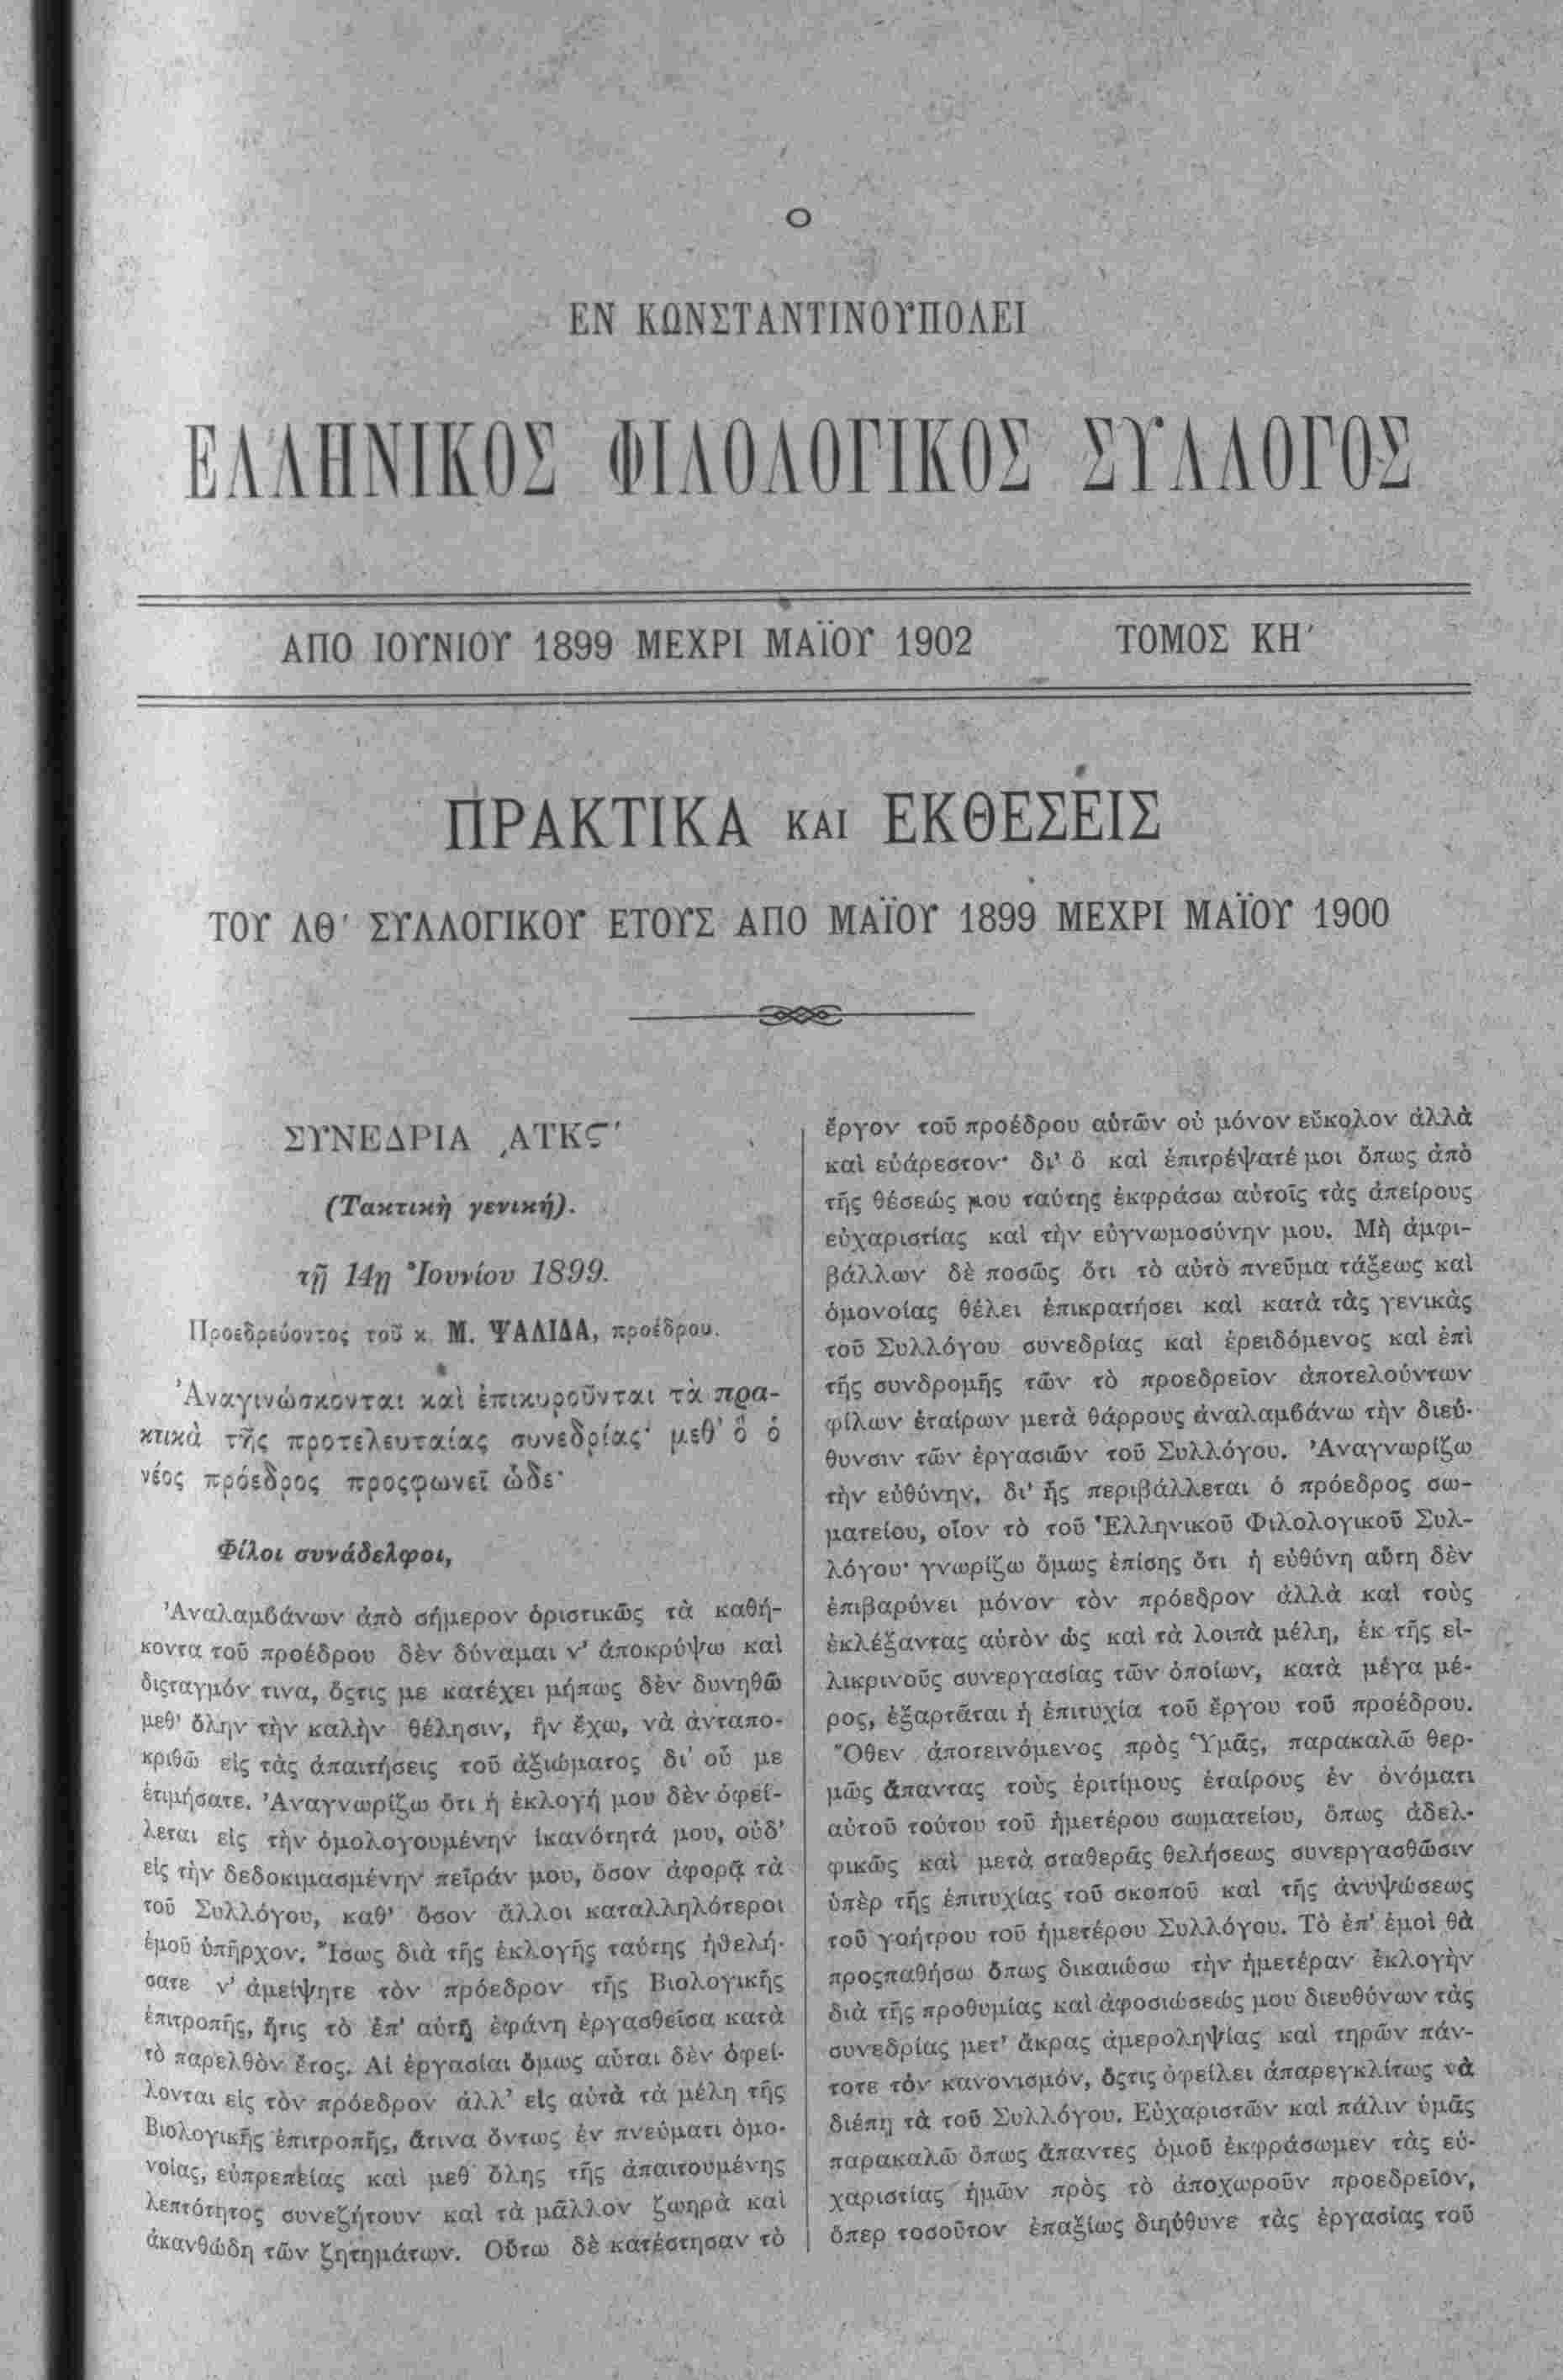 Ο
ΕΝ ΚΩΝΣΤΑΝΤΙΝΟΥΠΟΛΕΙ
ΕΛΛΗΝΙΚΟΣ ΦΙΛΟΛΟΓΙΚΟΣ ΣΥΛΛΟΓΟΣ
ΑΠΟ ΙΟΥΝΙΟΥ 1899 ΜΕΧΡΙ ΜΑΪΟΥ 1902 ΤΟΜΟΣ ΚΗ΄
ΠΡΑΚΤΙΚΑ ΚΑΙ ΕΚΘΕΣΕΙΣ
ΤΟΥ ΛΘ΄ ΣΥΛΛΟΓΙΚΟΥ ΕΤΟΥΣ ΑΠΟ ΜΑΪΟΥ 1899 ΜΕΧΡΙ ΜΑΪΟΥ 1900
ΣΥΝΕΔΡΙΑ ͵ΑΤΚϚ΄
(Τακτικὴ γενική).
τῇ 14ῃ Ἰουνίου 1899.
Προεδρεύοντος τοῦ κ. Μ. ΨΑΛΙΔΑ, προέδρου.
Ἀναγινώσκονται καὶ ἐπικυροῦνται τὰ πρα-
κτικὰ τῆς προτελευταίας συνεδρίας· μεθ' ὃ ὁ
νέος πρόεδρος προςφωνεῖ ὧδε·
Φίλοι συνάδελφοι,
Ἀναλαμβάνων ἀπὸ σήμερον ὁριστικῶς τὰ καθή-
κοντα τοῦ προέδρου δὲν δύναμαι ν' ἀποκρύψω καὶ
διςταγμόν τινα, ὅςτις με κατέχει μήπως δὲν δυνηθῶ
μεθ' ὅλην τὴν καλὴν θέλησιν, ἣν ἔχω, νὰ ἀνταπο-
κριθῶ εἰς τὰς ἀπαιτήσεις τοῦ ἀξιώματος δι' οὗ με
ἐτιμήσατε. Ἀναγνωρίζω ὅτι ἡ ἐκλογή μου δὲν ὀφεί-
λεται εἰς τὴν ὁμολογουμένην ἱκανότητά μου, οὐδ'
εἰς τὴν δεδοκιμασμένην πεῖράν μου, ὅσον ἀφορᾷ τὰ
τοῦ Συλλόγου, καθ' ὅσον ἄλλοι καταλληλότεροι
ἐμοῦ ὑπῆρχον. Ἴσως διὰ τῆς ἐκλογῆς ταύτης ἠθελή-
σατε ν' ἀμείψητε τὸν πρόεδρον τῆς Βιολογικῆς
ἐπιτροπῆς, ἥτις τὸ ἐπ' αὐτῇ ἐφάνη ἐργασθεῖσα κατὰ
τὸ παρελθὸν ἔτος. Αἱ ἐργασίαι ὅμως αὗται δὲν ὀφεί-
λονται εἰς τὸν πρόεδρον ἀλλ' εἰς αὐτὰ τὰ μέλη τῆς
Βιολογικῆς ἐπιτροπῆς, ἅτινα ὄντως ἐν πνεύματι ὁμο-
νοίας, εὐπρεπείας καὶ μεθ' ὅλης τῆς ἀπαιτουμένης
λεπτότητος συνεζήτουν καὶ τὰ μᾶλλον ζωηρὰ καὶ
ἀκανθώδη τῶν ζητημάτων. Οὕτω δὲ κατέστησαν τὸ
ἔργον τοῦ προέδρου αὐτῶν οὐ μόνον εὔκολον ἀλλὰ
καὶ εὐάρεστον· δι' ὃ καὶ ἐπιτρέψατέ μοι ὅπως ἀπὸ
τῆς θέσεώς μου ταύτης ἐκφράσω αὐτοῖς τὰς ἀπείρους
εὐχαριστίας καὶ τὴν εὐγνωμοσύνην μου. Μὴ ἀμφι-
βάλλων δὲ ποσῶς ὅτι τὸ αὐτὸ πνεῦμα τάξεως καὶ
ὁμονοίας θέλει ἐπικρατήσει καὶ κατὰ τὰς γενικὰς
τοῦ Συλλόγου συνεδρίας καὶ ἐρειδόμενος καὶ ἐπὶ
τῆς συνδρομῆς τῶν τὸ προεδρεῖον ἀποτελούντων
φίλων ἑταίρων μετὰ θάρρους ἀναλαμβάνω τὴν διεύ-
θυνσιν τῶν ἐργασιῶν τοῦ Συλλόγου. Ἀναγνωρίζω
τὴν εὐθύνην, δι' ἧς περιβάλλεται ὁ πρόεδρος σω-
ματείου, οἷον τὸ τοῦ Ἑλληνικοῦ Φιλολογικοῦ Συλ-
λόγου· γνωρίζω ὅμως ἐπίσης ὅτι ἡ εὐθύνη αὕτη δὲν
ἐπιβαρύνει μόνον τὸν πρόεδρον ἀλλὰ καὶ τοὺς
ἐκλέξαντας αὐτὸν ὡς καὶ τὰ λοιπὰ μέλη, ἐκ τῆς εἰ-
λικρινοῦς συνεργασίας τῶν ὁποίων, κατὰ μέγα μέ-
ρος, ἐξαρτᾶται ἡ ἐπιτυχία τοῦ ἔργου τοῦ προέδρου.
Ὅθεν ἀποτεινόμενος πρὸς Ὑμᾶς, παρακαλῶ θερ-
μῶς ἅπαντας τοὺς ἐριτίμους ἑταίρους ἐν ὀνόματι
αὐτοῦ τούτου τοῦ ἡμετέρου σωματείου, ὅπως ἀδελ-
φικῶς καὶ μετὰ σταθερᾶς θελήσεως συνεργασθῶσιν
ὑπὲρ τῆς ἐπιτυχίας τοῦ σκοποῦ καὶ τῆς ἀνυψώσεως
τοῦ γοήτρου τοῦ ἡμετέρου Συλλόγου. Τὸ ἐπ' ἐμοὶ θὰ
προςπαθήσω ὅπως δικαιώσω τὴν ἡμετέραν ἐκλογὴν
διὰ τῆς προθυμίας καὶ ἀφοσιώσεώς μου διευθύνων τὰς
συνεδρίας μετ' ἄκρας ἀμεροληψίας καὶ τηρῶν πάν-
τοτε τὸν κανονισμόν, ὅςτις ὀφείλει ἀπαρεγκλίτως νὰ
διέπῃ τὰ τοῦ Συλλόγου. Εὐχαριστῶν καὶ πάλιν ὑμᾶς
παρακαλῶ ὅπως ἅπαντες ὁμοῦ ἐκφράσωμεν τὰς εὐ-
χαριστίας ἡμῶν πρὸς τὸ ἀποχωροῦν προεδρεῖον,
ὅπερ τοσοῦτον ἐπαξίως διηύθυνε τὰς ἐργασίας τοῦ